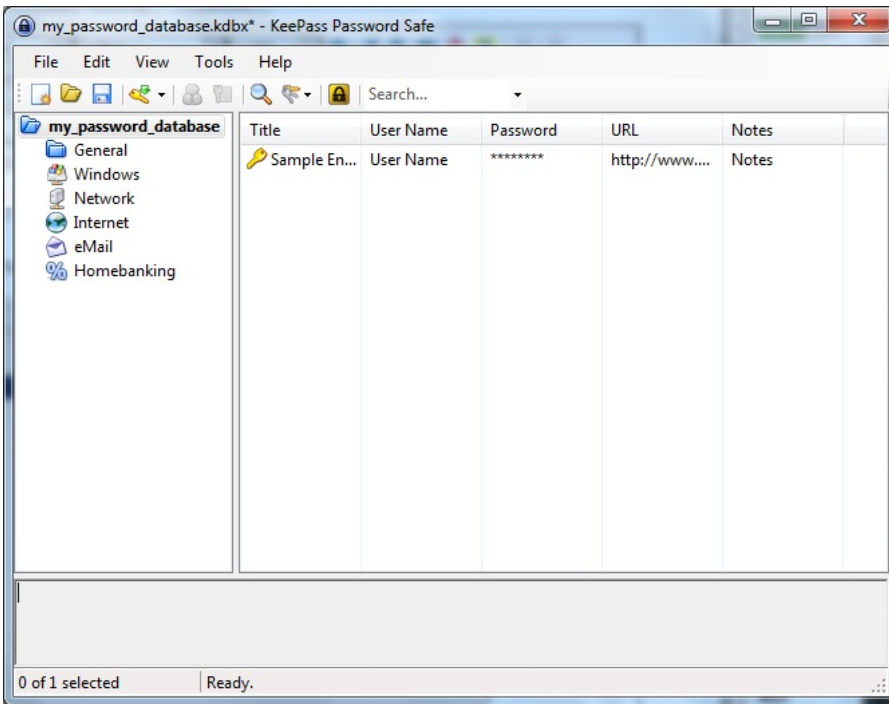 my_password_database.kdbx* - KeePass Password Safe
File Edit View Tools Help
Search...
my_password_database
General
Windows
Network
Internet
eMail
Homebanking
Title User Name Password URL Notes
Sample En... User Name ******** http://www.... Notes
0 of 1 selected Ready.